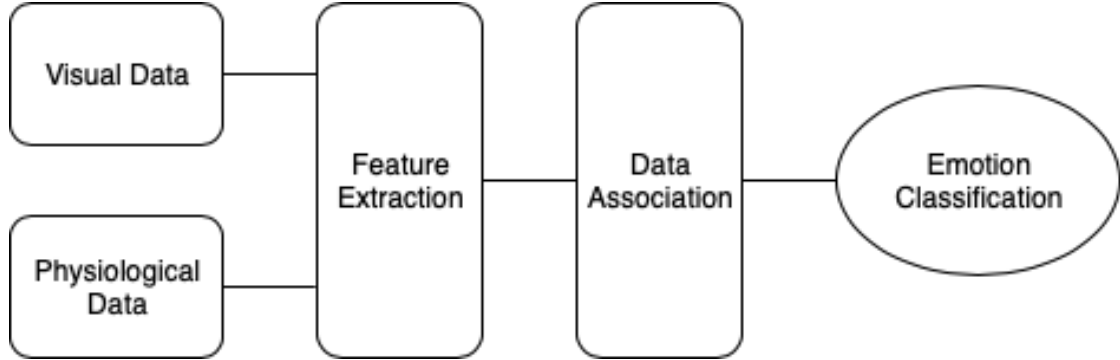 Visual Data
Physiological
Data
Feature
Extraction
Data
Association
Emotion
Classification